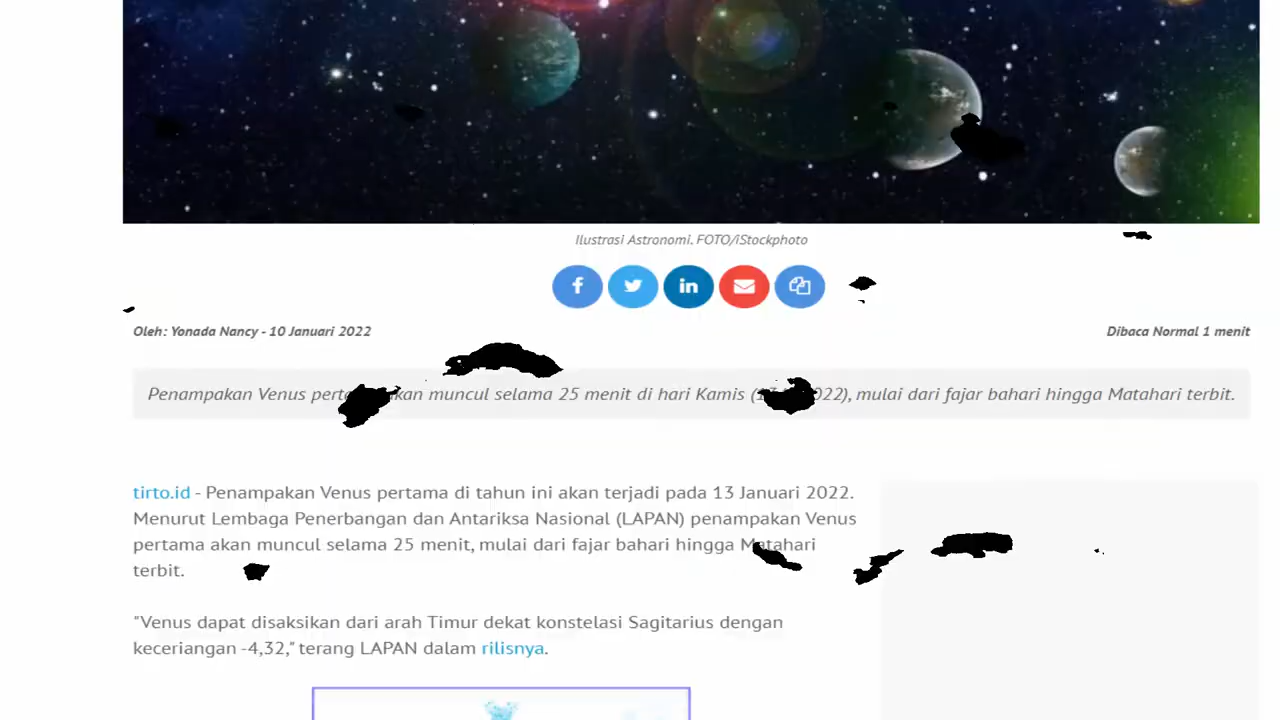 Ilustrasi Astronomi. FOTO/iStockphoto
Oleh: Yonada Nancy - 10 Januari 2022
Dibaca Normal 1 menit
Penampakan Venus muncul selama 25 menit di hari Kamis mulai dari fajar bahari hingga Matahari terbit.
tirto.id - Penampakan Venus pertama di tahun ini akan terjadi pada 13 Januari 2022.
Menurut Lembaga Penerbangan dan Antariksa Nasional (LAPAN) penampakan Venus
pertama akan muncul selama 25 menit, mulai dari fajar bahari hingga Matahari
terbit.
"Venus dapat disaksikan dari arah Timur dekat konstelasi Sagitarius dengan
keceriangan -4,32," terang LAPAN dalam rilisnya.